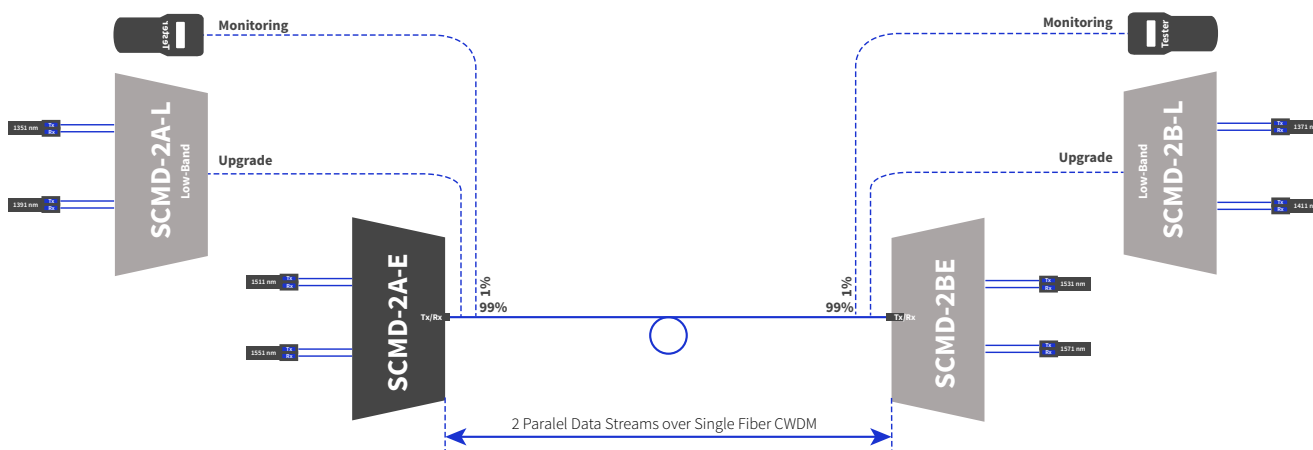 Monitoring
Monitoring
Tester
Tester
SCMD-2A-L
Low-Band
SCMD-2B-L
Low-Band
1351 nm
Tx
Rx
Tx
Rx
1371 n
Upgrade
Upgrade
1391 nm
Tx
Rx
Tx
Rx
1411 n
SCMD-2A-E
SCMD-2BE
1511 nm
Tx
Rx
Tx
Rx
1531 nm
1%
99%
1%
99%
Tx/Rx
Tx/Rx
1551 nm
Tx
Rx
Tx
Rx
1571 nm
2 Paralel Data Streams over Single Fiber CWDM